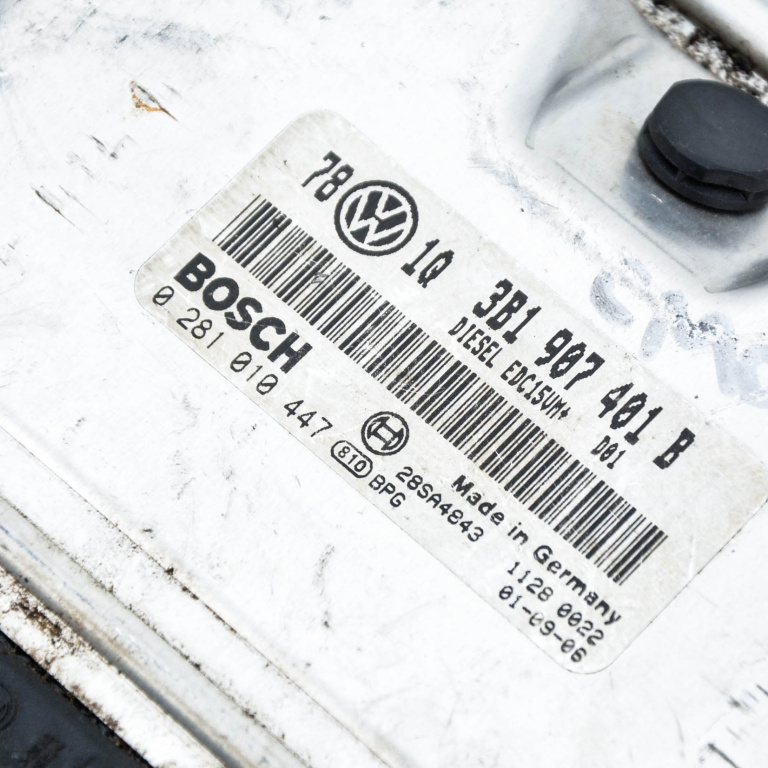 78 VW 1Q 3B1 907 401 B
DIESEL EDC15VM+ D01
BOSCH
0 281 010 447
810 28SA4843
BPG
Made in Germany
1128 0022
01-09-06